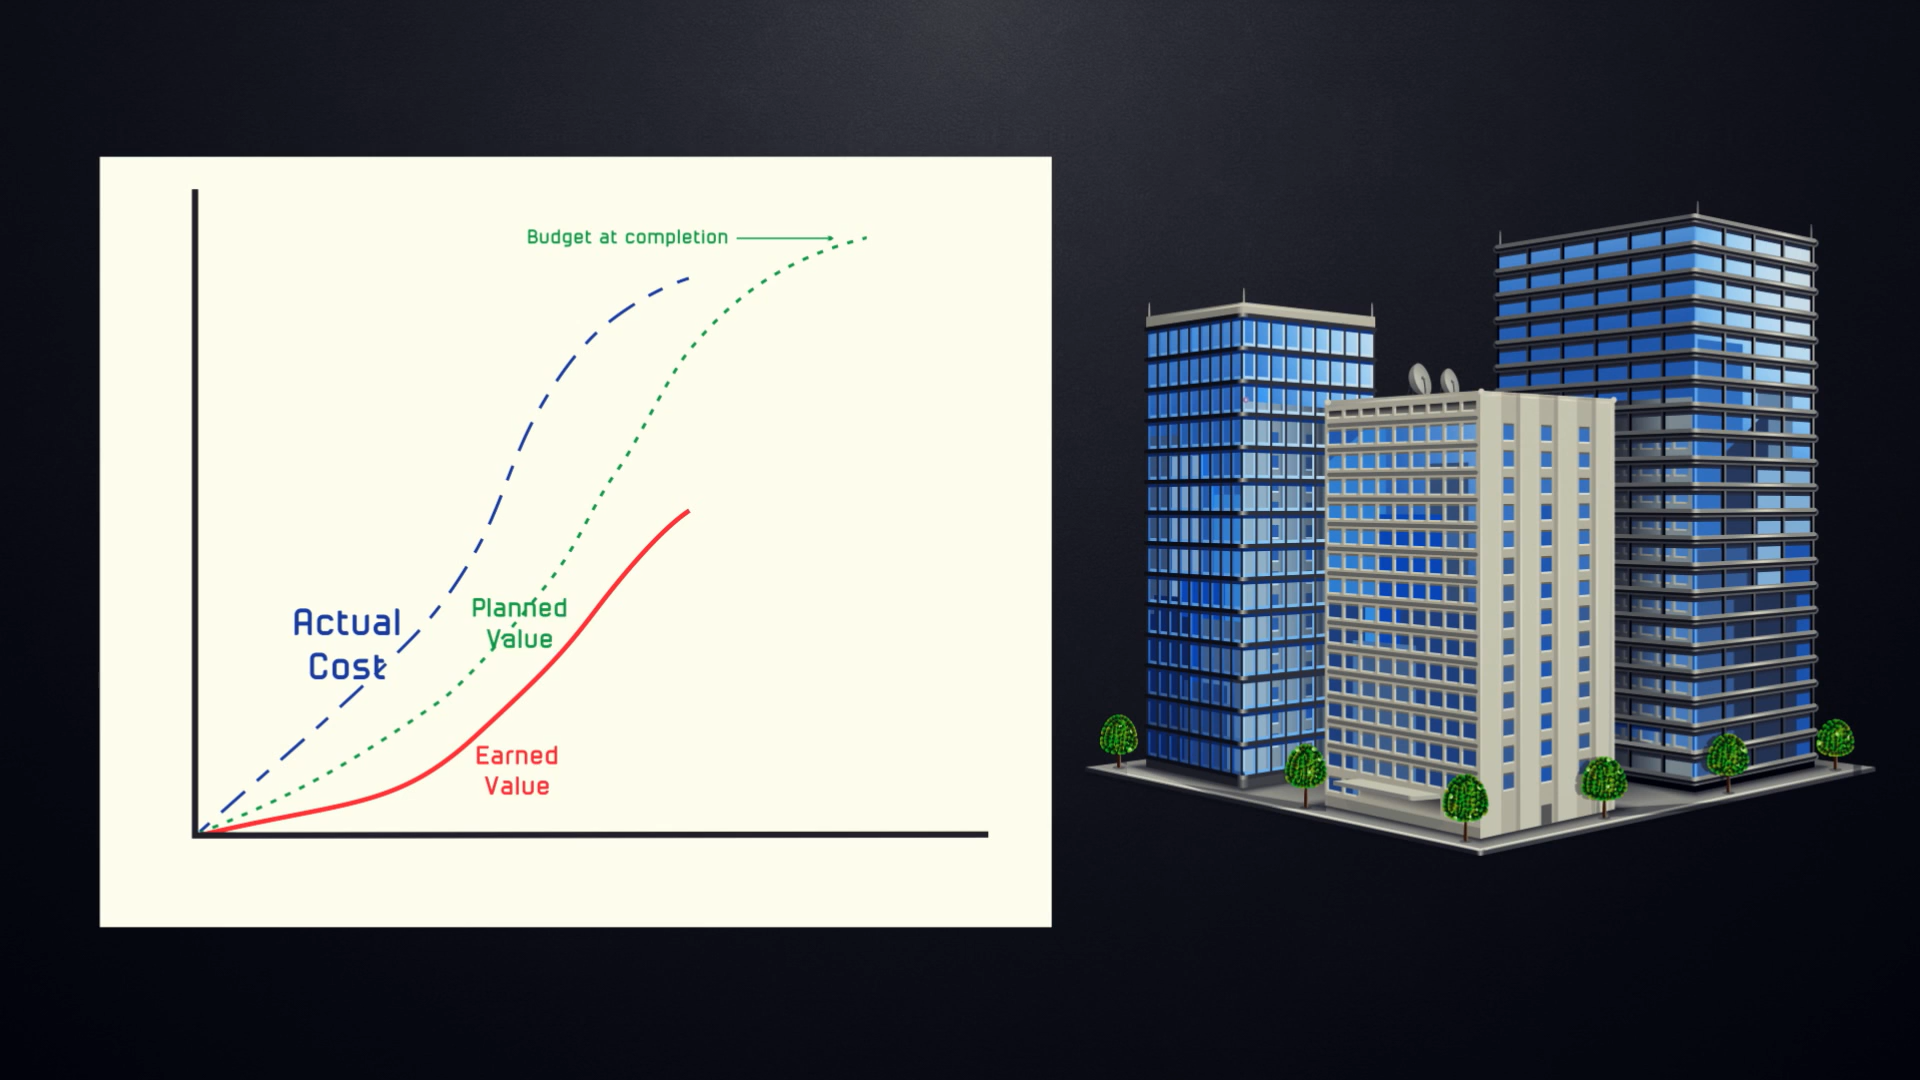 Budget at completion
Actual
Cost
Planned
Value
Earned
Value